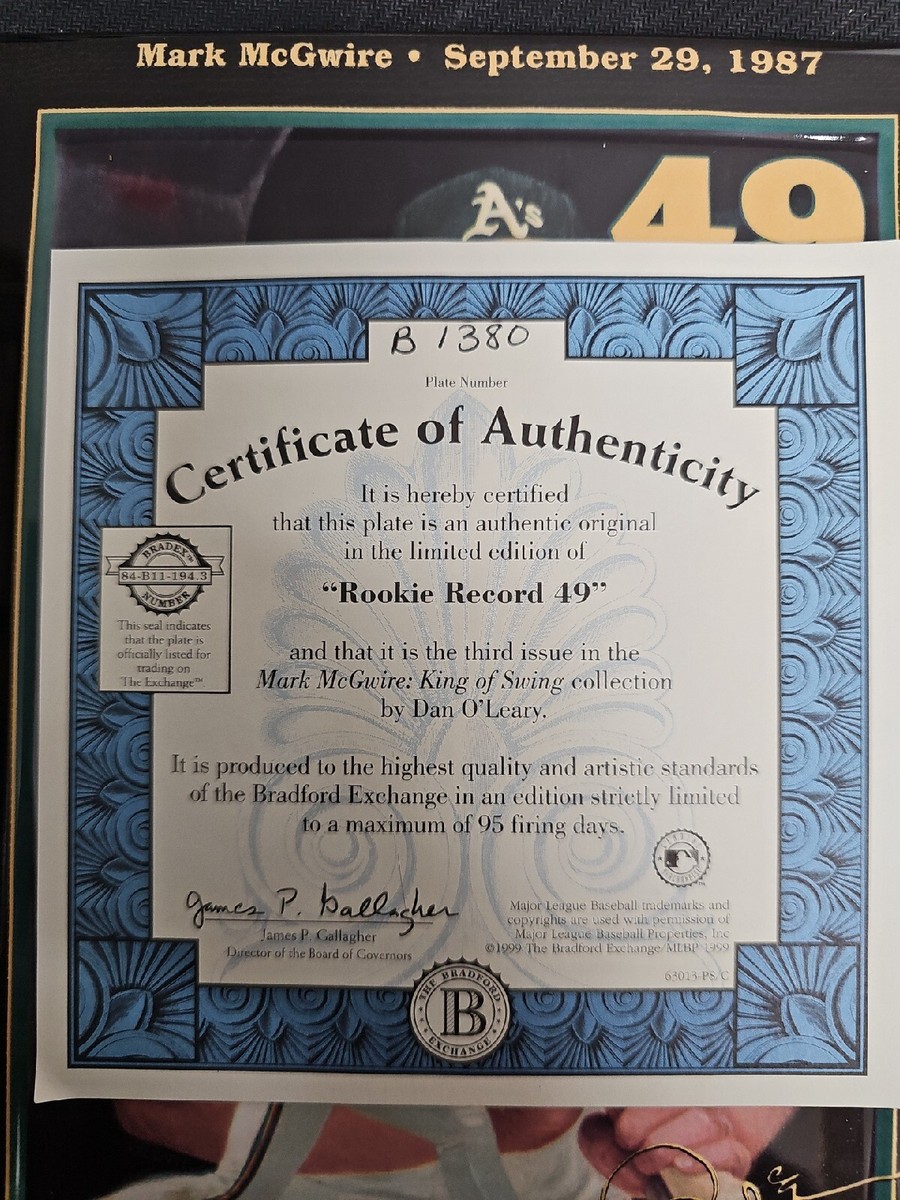 Mark McGwire • September 29, 1987
A's
49
B 1380
Plate Number
Certificate of Authenticity
It is hereby certified
that this plate is an authentic original
in the limited edition of
“Rookie Record 49”
and that it is the third issue in the
Mark McGwire: King of Swing collection
by Dan O'Leary.
It is produced to the highest quality and artistic standards
of the Bradford Exchange in an edition strictly limited
to a maximum of 95 firing days.
BRADEX™
84-B11-194.3
NUMBER
This seal indicates
that the plate is
officially listed for
trading on
The Exchange™
James P. Gallagher
James P. Gallagher
Director of the Board of Governors
Major League Baseball trademarks and
copyrights are used with permission of
Major League Baseball Properties, Inc
©1999 The Bradford Exchange/MLBP 1999
63013-PS/C
THE BRADFORD
B
EXCHANGE